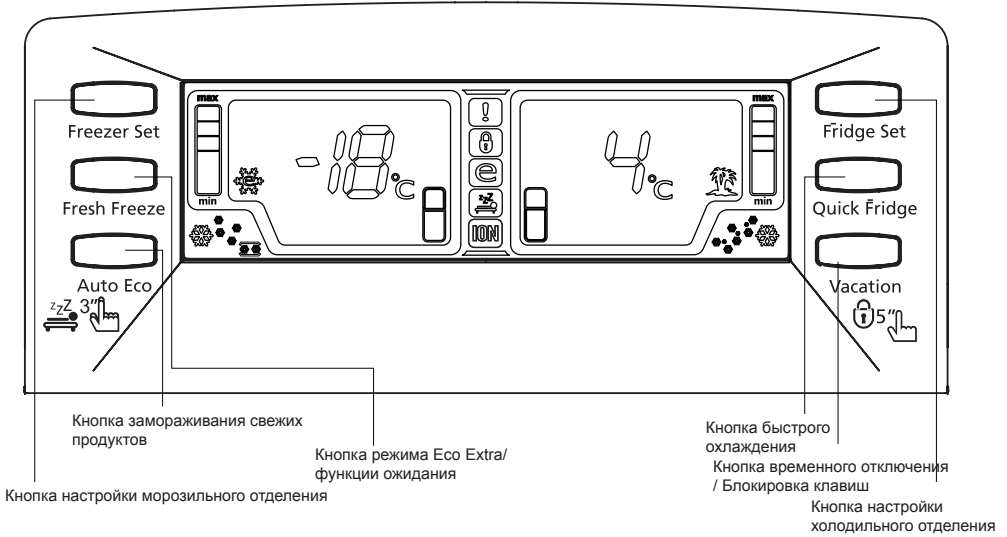 max
max
-18°C
!
e
4°C
e
zzZ
min
ION
min
Freezer Set
Fridge Set
Fresh Freeze
Quick Fridge
Auto Eco
Vacation
zzZ 3"
5"
Кнопка замораживания свежих
продуктов
Кнопка режима Eco Extra/
функции ожидания
Кнопка настройки морозильного отделения
Кнопка быстрого
охлаждения
Кнопка временного отключения
/ Блокировка клавиш
Кнопка настройки
холодильного отделения